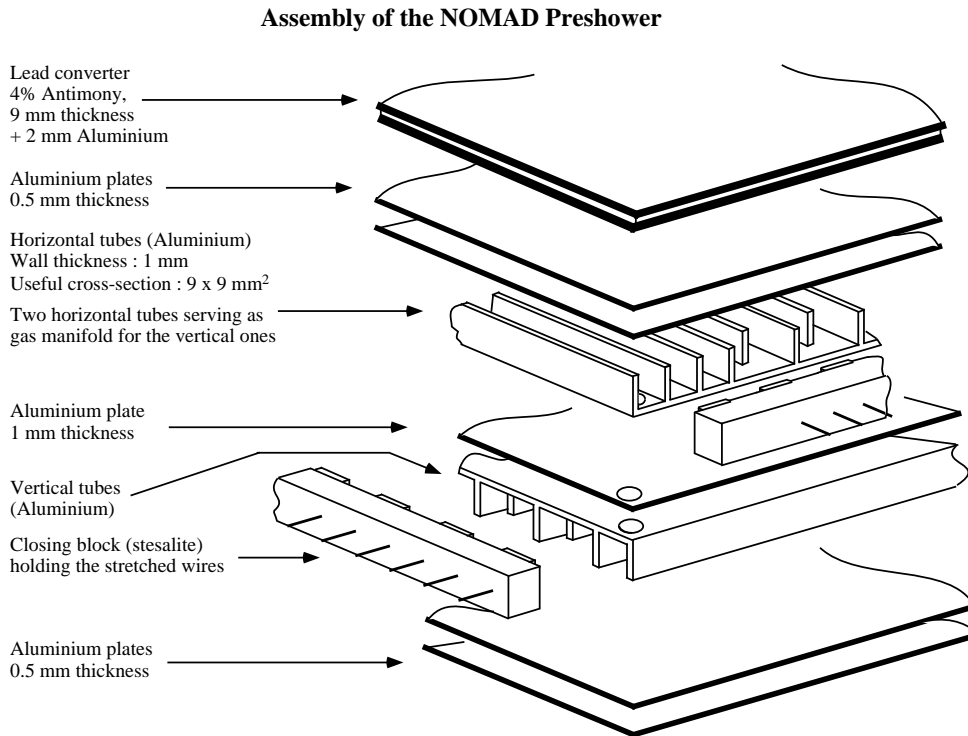 Assembly of the NOMAD Preshower
Lead converter
4% Antimony,
9 mm thickness
+ 2 mm Aluminium
Aluminium plates
0.5 mm thickness
Horizontal tubes (Aluminium)
Wall thickness : 1 mm
Useful cross-section : 9 x 9 mm²
Two horizontal tubes serving as
gas manifold for the vertical ones
Aluminium plate
1 mm thickness
Vertical tubes
(Aluminium)
Closing block (stesalite)
holding the stretched wires
Aluminium plates
0.5 mm thickness